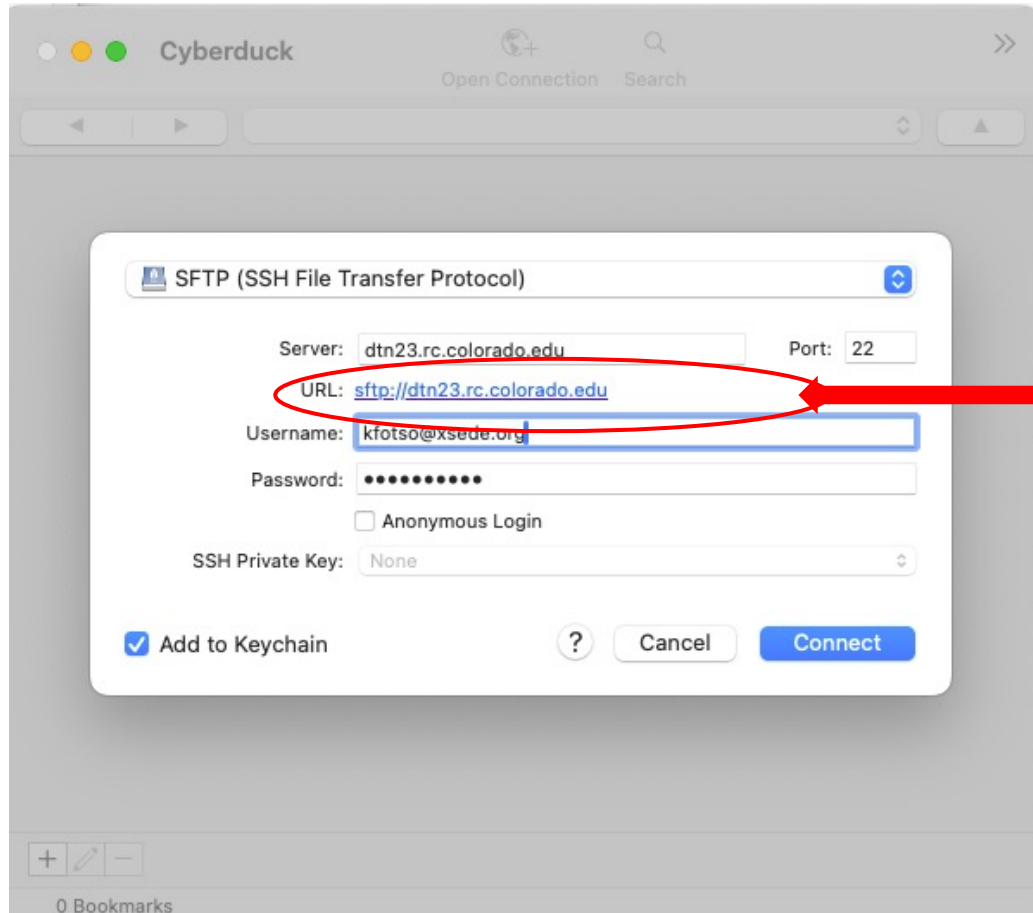 Cyberduck
Open Connection Search
SFTP (SSH File Transfer Protocol)
Server: dtn23.rc.colorado.edu Port: 22
URL: sftp://dtn23.rc.colorado.edu
Username: kfotso@xsede.org
Password: ••••••••••
Anonymous Login
SSH Private Key: None
Add to Keychain ? Cancel Connect
0 Bookmarks